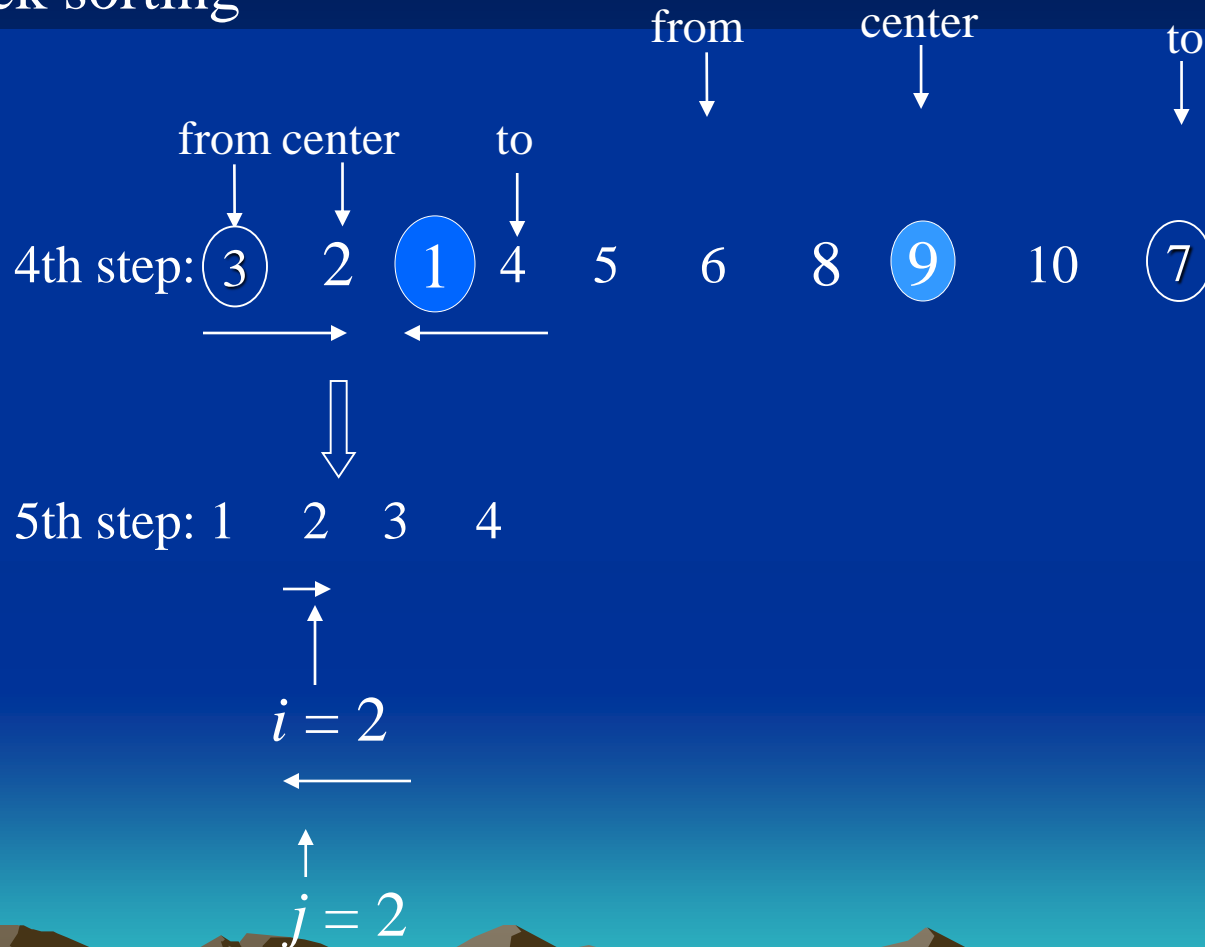 sorting
from center to
from center to
4th step: 3 2 1 4 5 6 8 9 10 7
5th step: 1 2 3 4
i = 2
j = 2